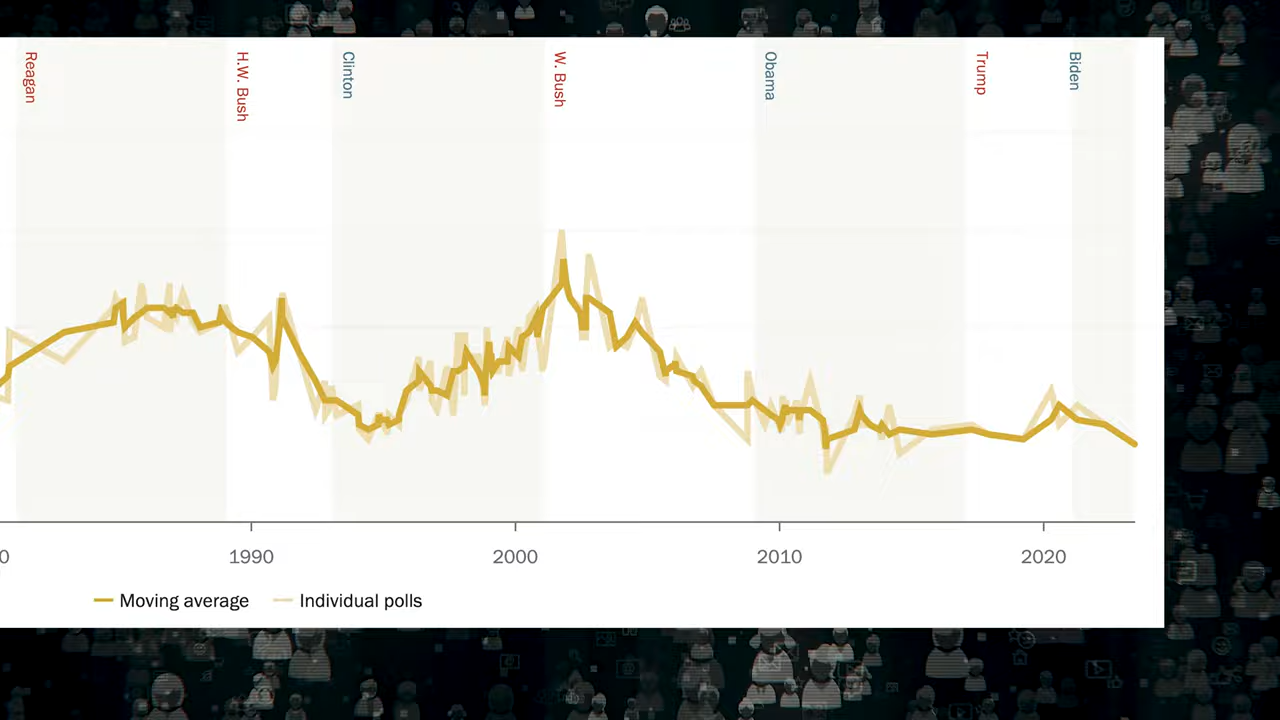 Reagan
H.W. Bush
Clinton
W. Bush
Obama
Trump
Biden
0 1990 2000 2010 2020
Moving average Individual polls